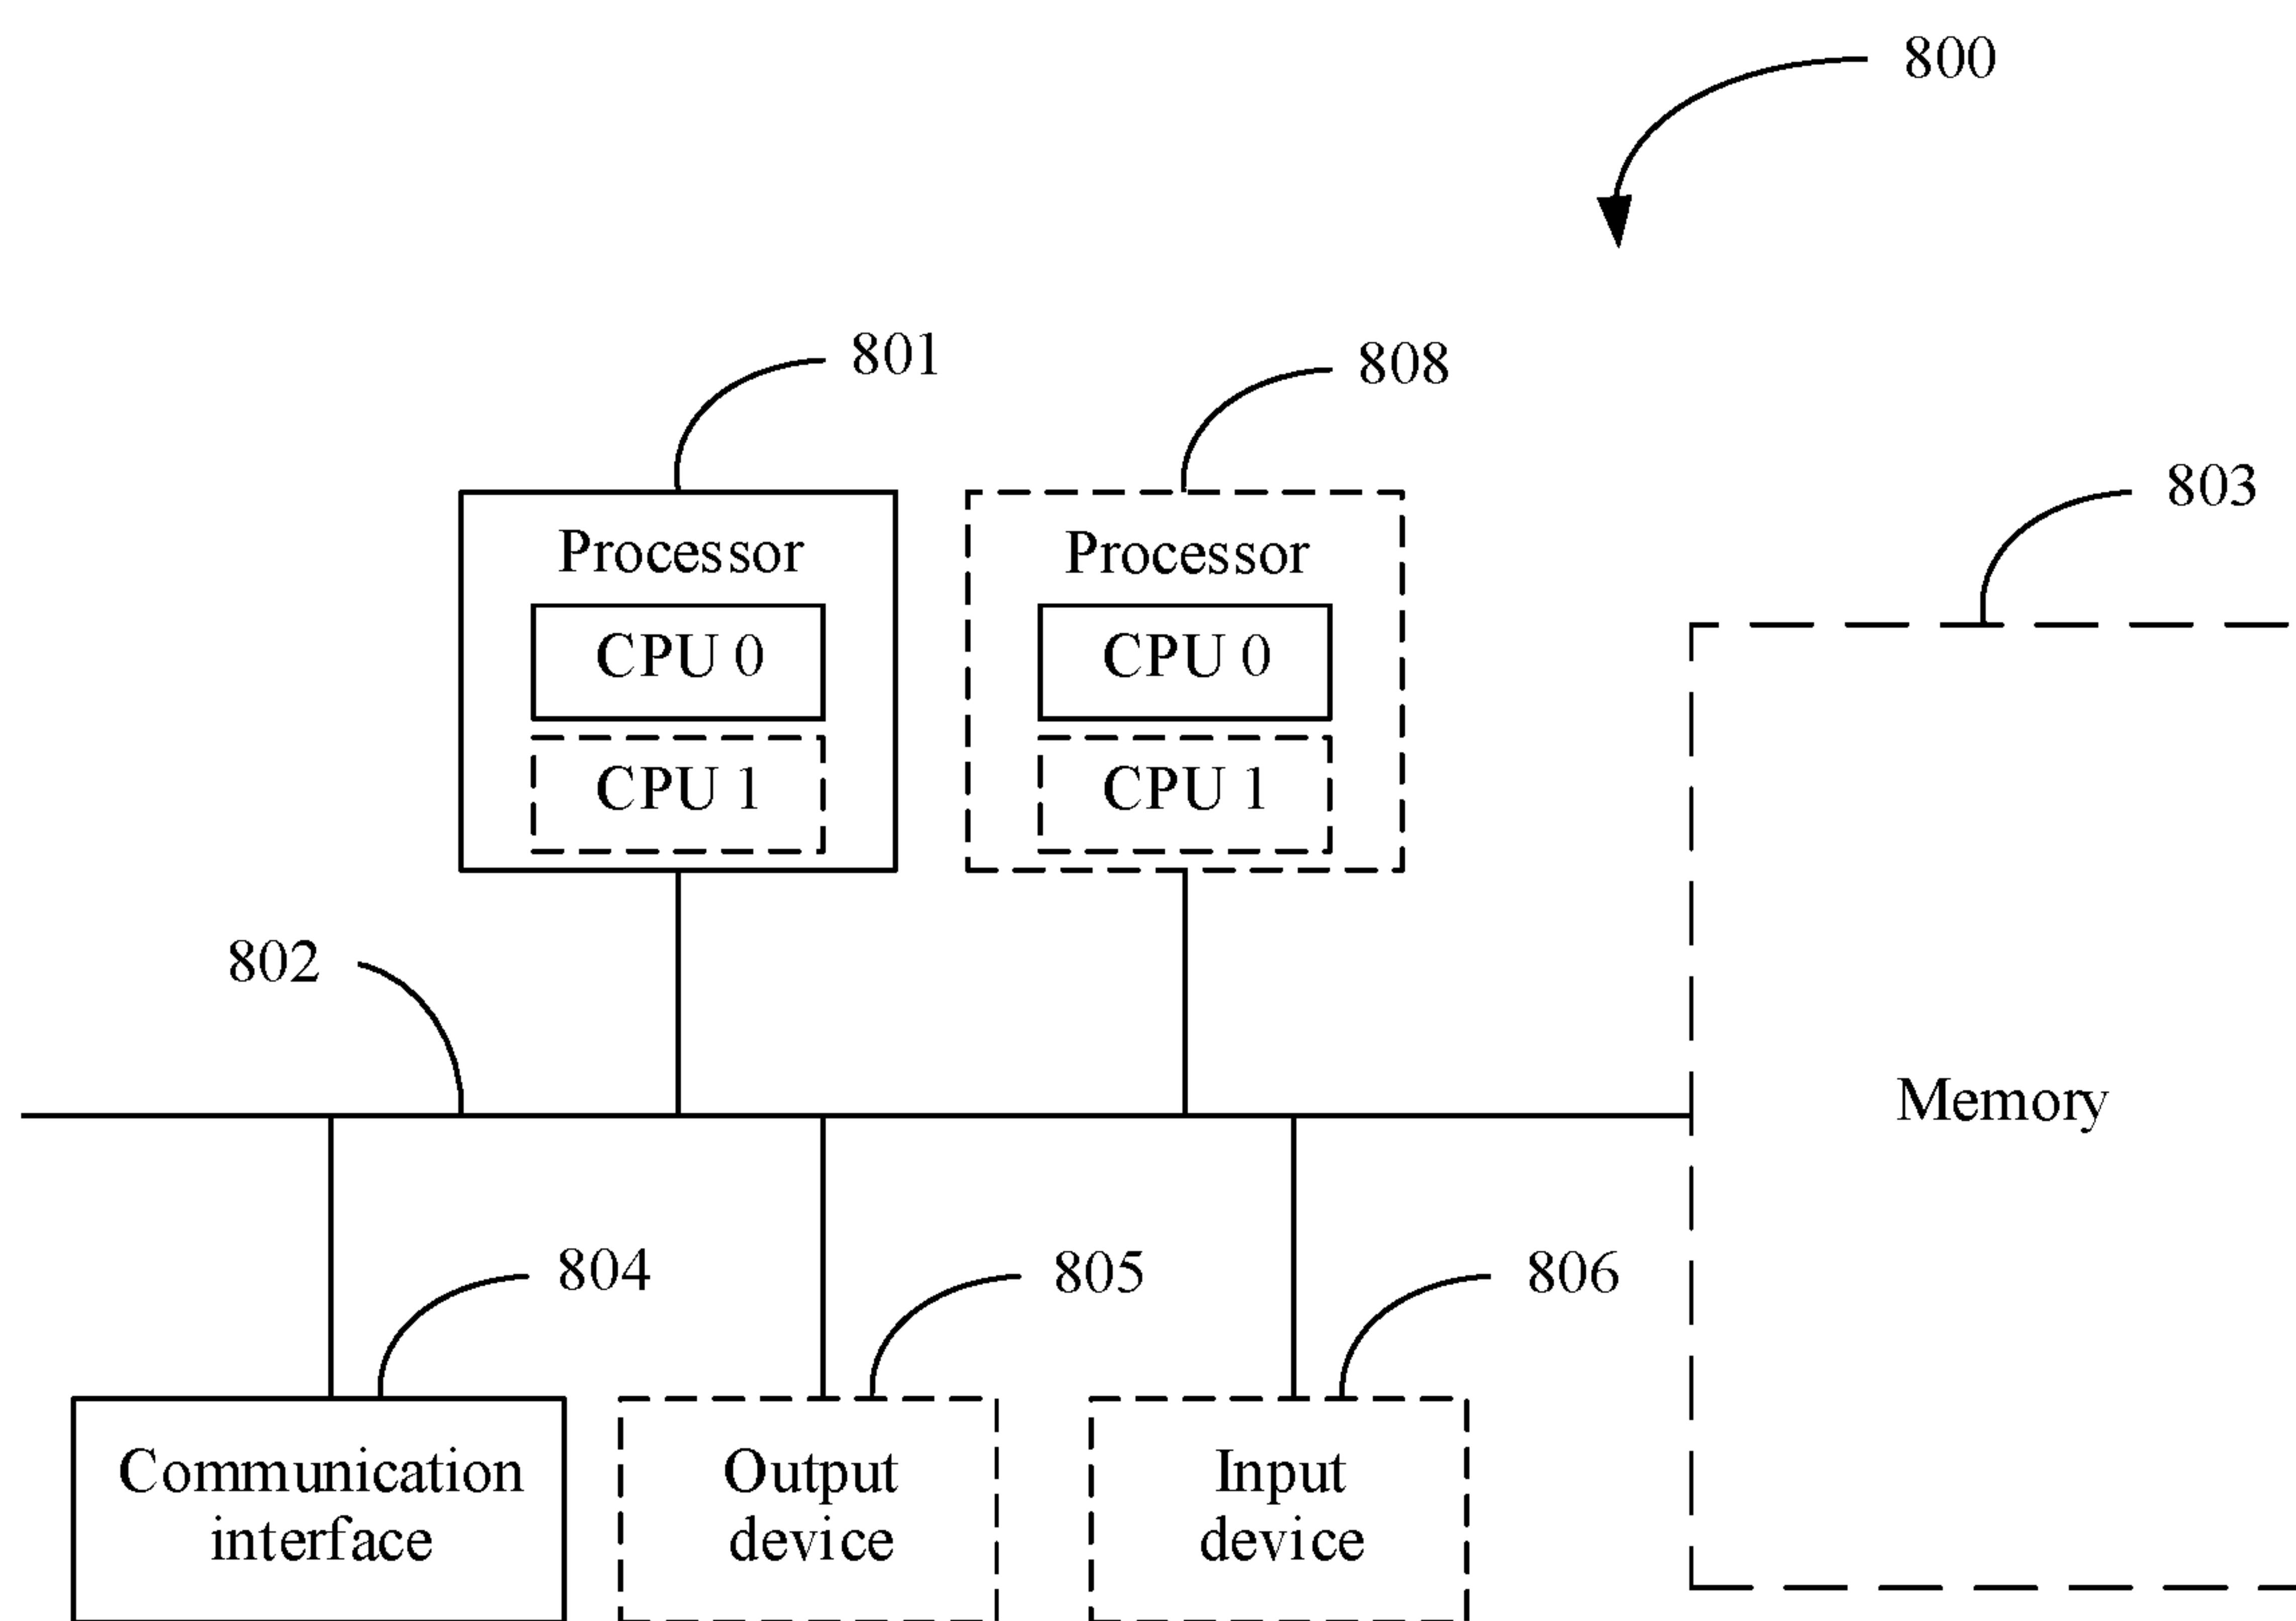 800
801
808
803
Processor
Processor
CPU 0
CPU 0
CPU 1
CPU 1
802
Memory
804
805
806
Communication
interface
Output
device
Input
device